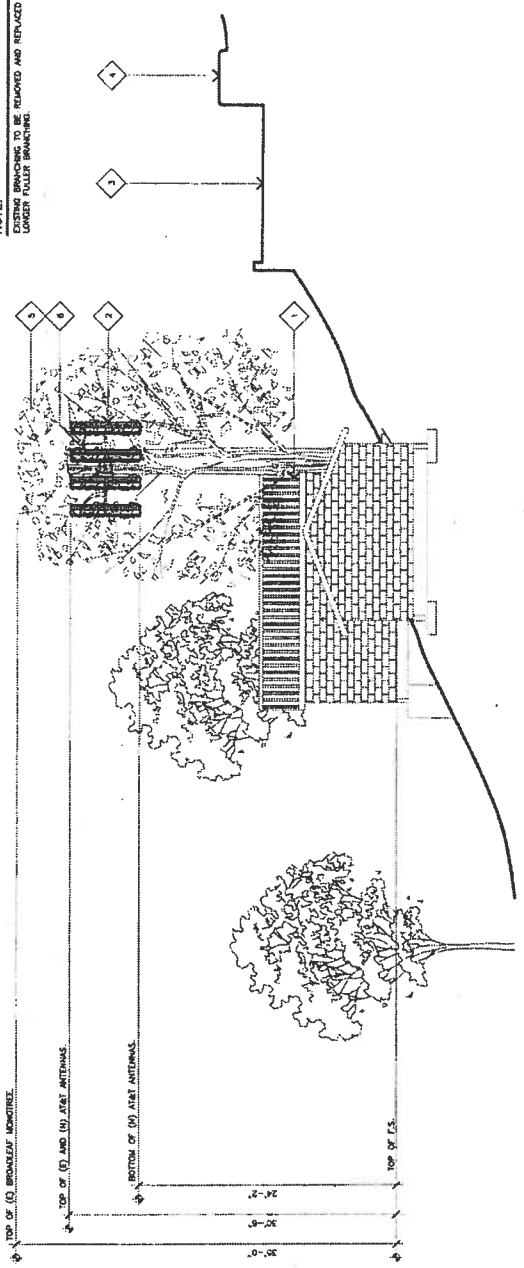 EXISTING BRANCHING TO BE REMOVED AND REPLACED
LONGER FULLER BRANCHING.
4
3
5
6
2
1
TOP OF (E) BROADLEAF MONOTREE.
TOP OF (E) AND (N) AT&T ANTENNAS.
BOTTOM OF (N) AT&T ANTENNAS.
TOP OF F.S.
24'-2"
30'-6"
35'-0"